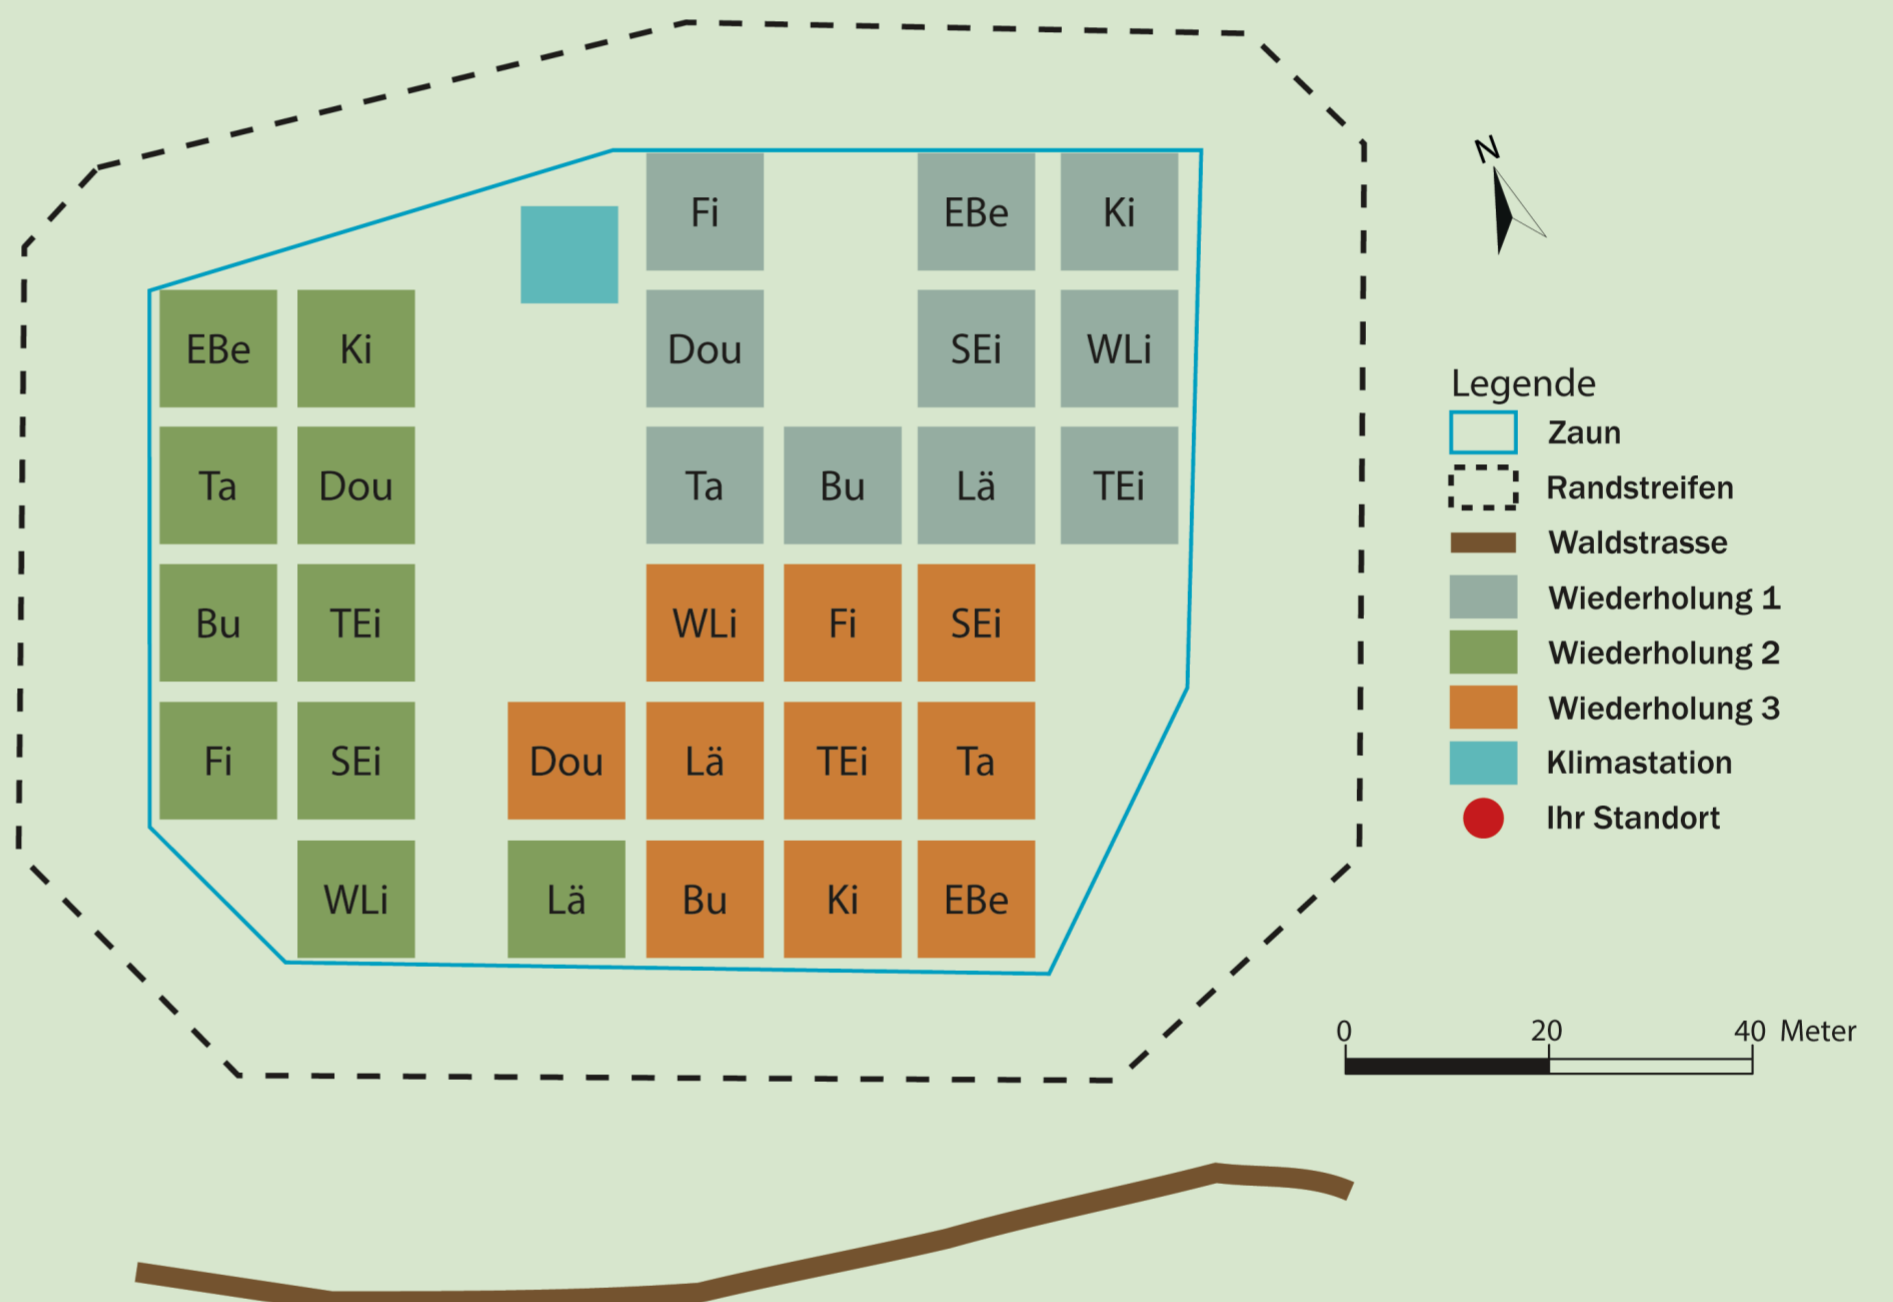 Fi EBe Ki
EBe Ki Dou SEi WLi
Ta Dou Ta Bu Lä TEi
Bu TEi WLi Fi SEi
Fi SEi Dou Lä TEi Ta
WLi Lä Bu Ki EBe
N
Legende
Zaun
Randstreifen
Waldstrasse
Wiederholung 1
Wiederholung 2
Wiederholung 3
Klimastation
Ihr Standort
0 20 40 Meter